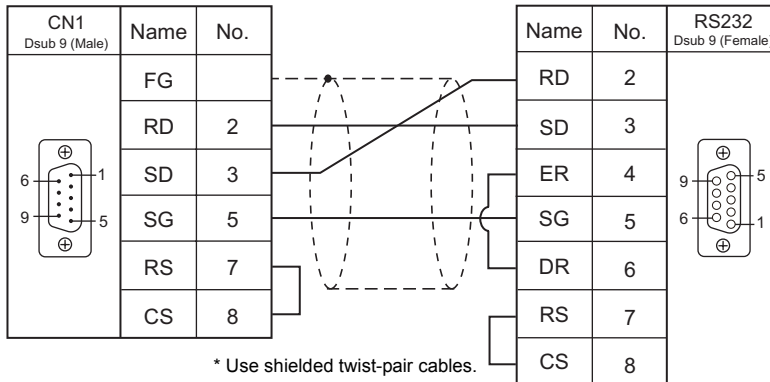 CN1
Dsub 9 (Male)
Name No.
FG
RD 2
SD 3
SG 5
RS 7
CS 8
6 1
9 5
Name No.
RS232
Dsub 9 (Female)
RD 2
SD 3
ER 4
SG 5
DR 6
RS 7
CS 8
9 5
6 1
* Use shielded twist-pair cables.